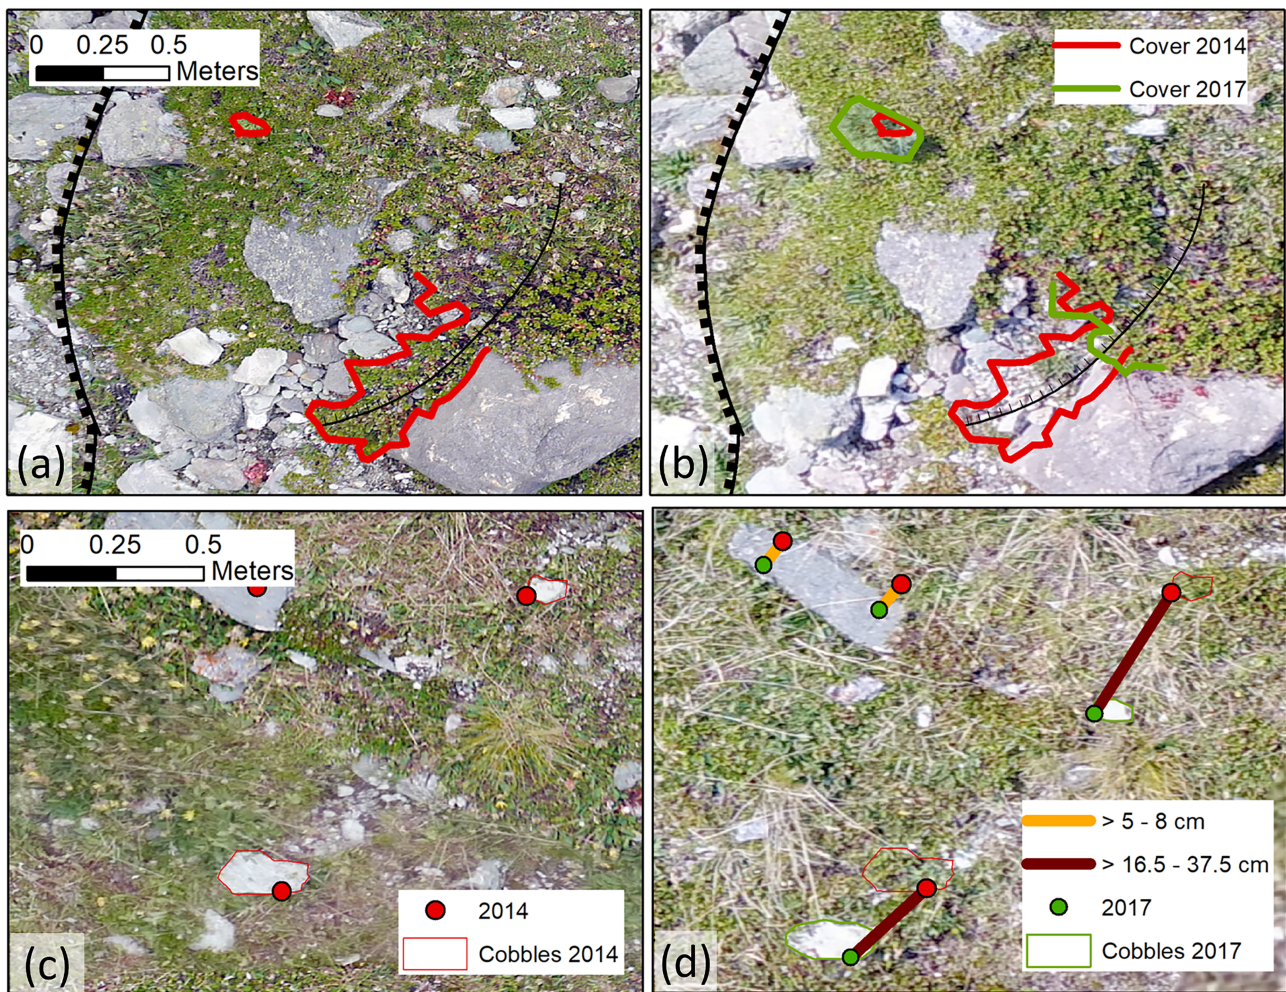 0 0.25 0.5
Meters
(a)
Cover 2014
Cover 2017
(b)
0 0.25 0.5
Meters
2014
Cobbles 2014
(c)
> 5 - 8 cm
> 16.5 - 37.5 cm
2017
Cobbles 2017
(d)